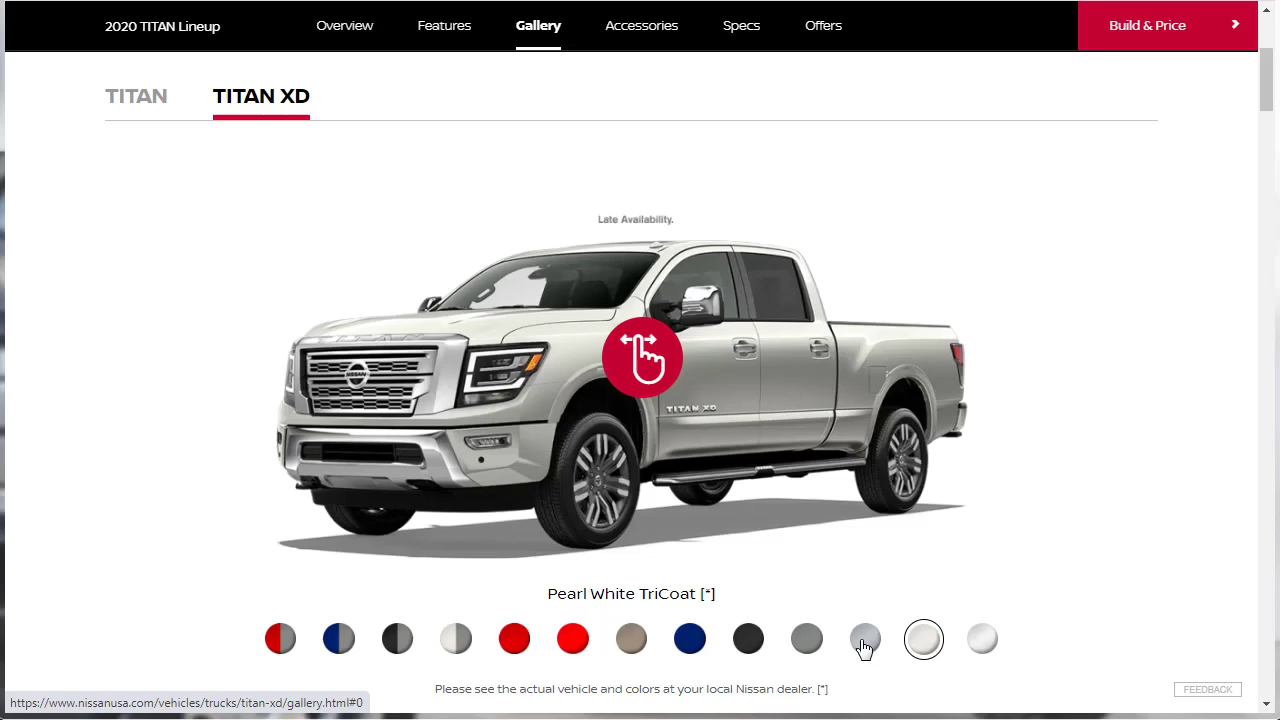 2020 TITAN Lineup Overview Features Gallery Accessories Specs Offers Build & Price
TITAN TITAN XD
Late Availability.
TITAN
NISSAN
TITAN XD
Pearl White TriCoat [*]
Please see the actual vehicle and colors at your local Nissan dealer. [*]
FEEDBACK
https://www.nissanusa.com/vehicles/trucks/titan-xd/gallery.html#0